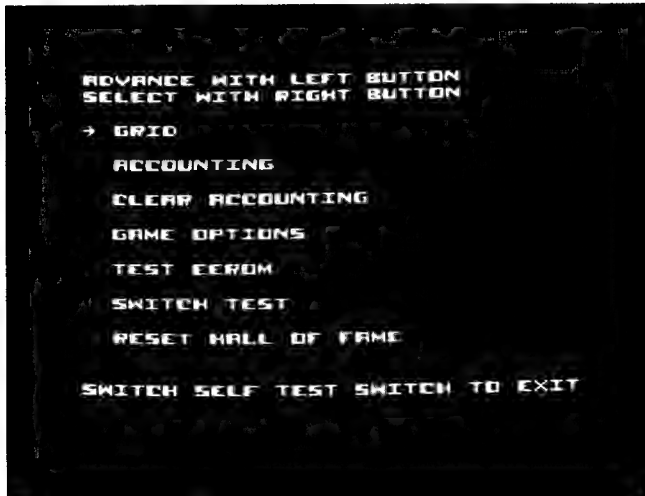 ADVANCE WITH LEFT BUTTON
SELECT WITH RIGHT BUTTON
→ GRID
ACCOUNTING
CLEAR ACCOUNTING
GAME OPTIONS
TEST EEROM
SWITCH TEST
RESET HALL OF FAME
SWITCH SELF TEST SWITCH TO EXIT